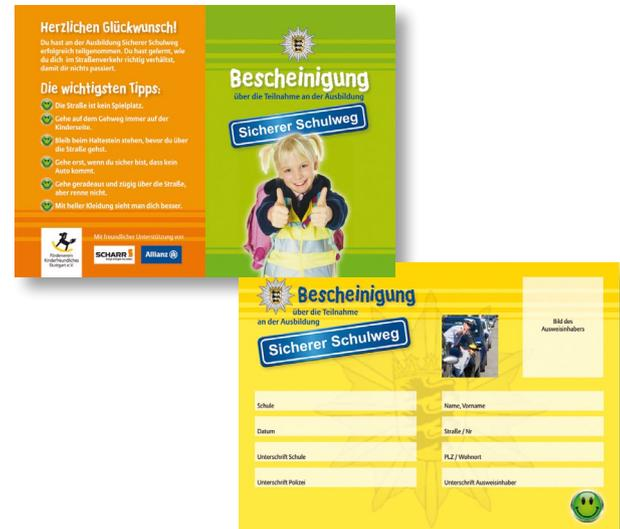 Herzlichen Glückwunsch!
Du hast an der Ausbildung Sicherer Schulweg
erfolgreich teilgenommen. Du hast gelernt, wie
du dich im Straßenverkehr richtig verhältst,
damit dir nichts passiert.
Die wichtigsten Tipps:
Die Straße ist kein Spielplatz.
Gehe auf dem Gehweg immer auf der
Kinderseite.
Bleib beim Haltestein stehen, bevor du über
die Straße gehst.
Gehe erst, wenn du sicher bist, dass kein
Auto kommt.
Gehe geradeaus und zügig über die Straße,
aber renne nicht.
Mit heller Kleidung sieht man dich besser.
Mit freundlicher Unterstützung von
Förderverein
Kinderfreundliches
Stuttgart e.V.
SCHARR
Allianz
Bescheinigung
über die Teilnahme an der Ausbildung
Sicherer Schulweg
Bescheinigung
über die Teilnahme
an der Ausbildung
Sicherer Schulweg
Bild des
Ausweisinhabers
Schule
Name, Vorname
Datum
Straße / Nr
Unterschrift Schule
PLZ / Wohnort
Unterschrift Polizei
Unterschrift Ausweisinhaber